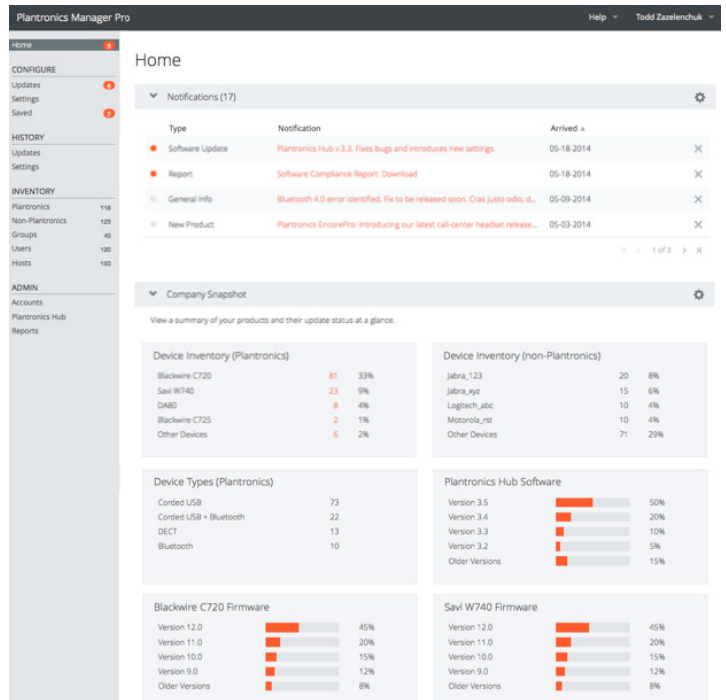 Plantronics Manager Pro
Help
Todd Zazelenchuk
Home 3
CONFIGURE
Updates 5
Settings
Saved 2
HISTORY
Updates
Settings
INVENTORY
Plantronics 116
Non-Plantronics 123
Groups 40
Users 120
Hosts 150
ADMIN
Accounts
Plantronics Hub
Reports
Home
Notifications (17)
Type Notification Arrived
Software Update Plantronics Hub v.3.3. Fixes bugs and introduces new settings. 05-18-2014
Report Software Compliance Report: Download 05-18-2014
General Info Bluetooth 4.0 error identified. Fix to be released soon. Cras justo odio, d... 05-09-2014
New Product Plantronics EncorePro: Introducing our latest call-center headset release... 05-03-2014
1 of 3
Company Snapshot
View a summary of your products and their update status at a glance.
Device Inventory (Plantronics)
Blackwire C720 81 33%
Savi W740 23 9%
DA80 8 4%
Blackwire C725 2 1%
Other Devices 6 2%
Device Inventory (non-Plantronics)
Jabra_123 20 8%
Jabra_xyz 15 6%
Logitech_abc 10 4%
Motorola_rst 10 4%
Other Devices 71 29%
Device Types (Plantronics)
Corded USB 73
Corded USB + Bluetooth 22
DECT 13
Bluetooth 10
Plantronics Hub Software
Version 3.5 50%
Version 3.4 20%
Version 3.3 10%
Version 3.2 5%
Older Versions 15%
Blackwire C720 Firmware
Version 12.0 45%
Version 11.0 20%
Version 10.0 15%
Version 9.0 12%
Older Versions 8%
Savi W740 Firmware
Version 12.0 45%
Version 11.0 20%
Version 10.0 15%
Version 9.0 12%
Older Versions 8%